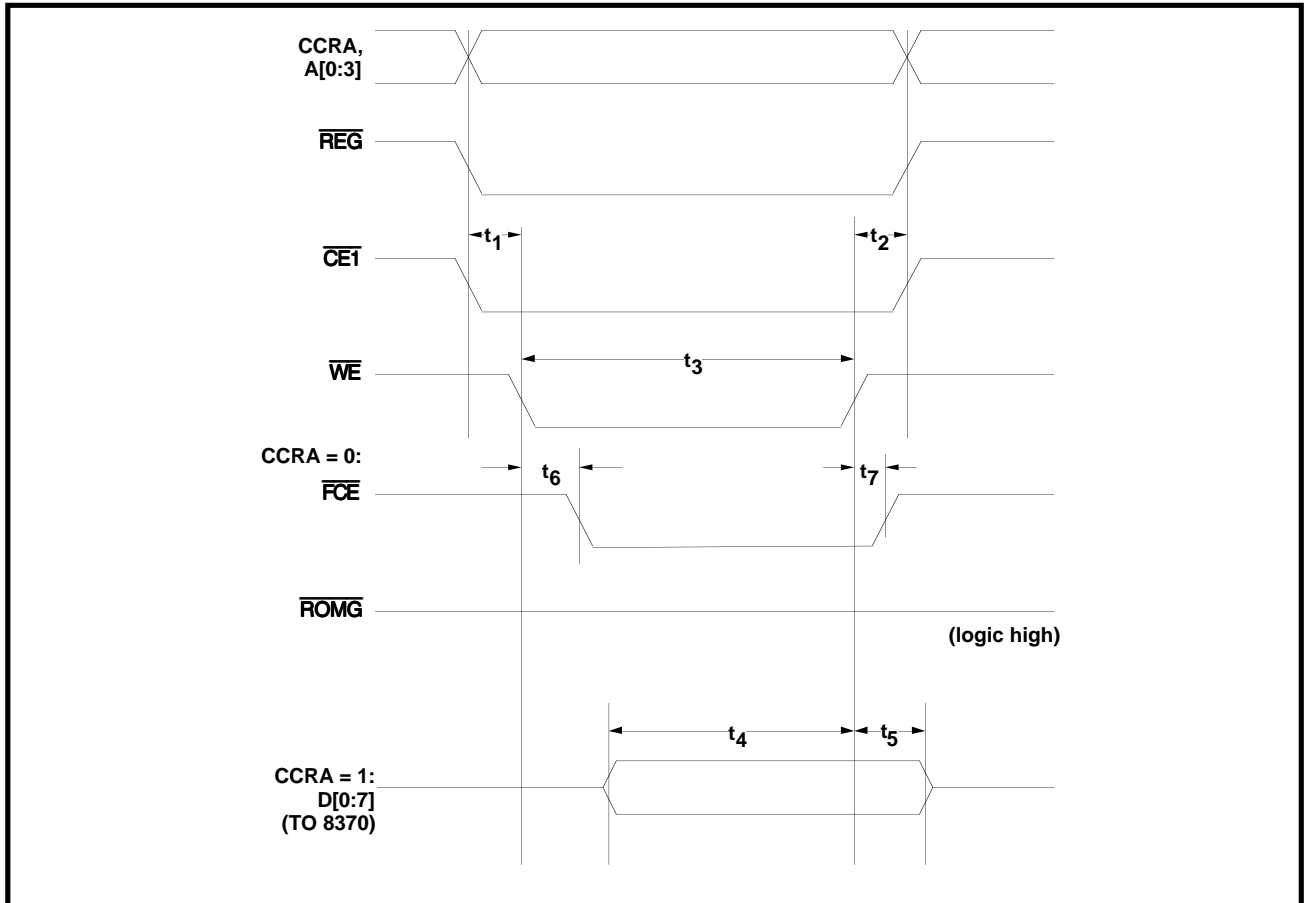 CCRA,
A[0:3]
REG
t1
t2
CE1
t3
WE
CCRA = 0:
t6
t7
FCE
ROMG
(logic high)
t4
t5
CCRA = 1:
D[0:7]
(TO 8370)